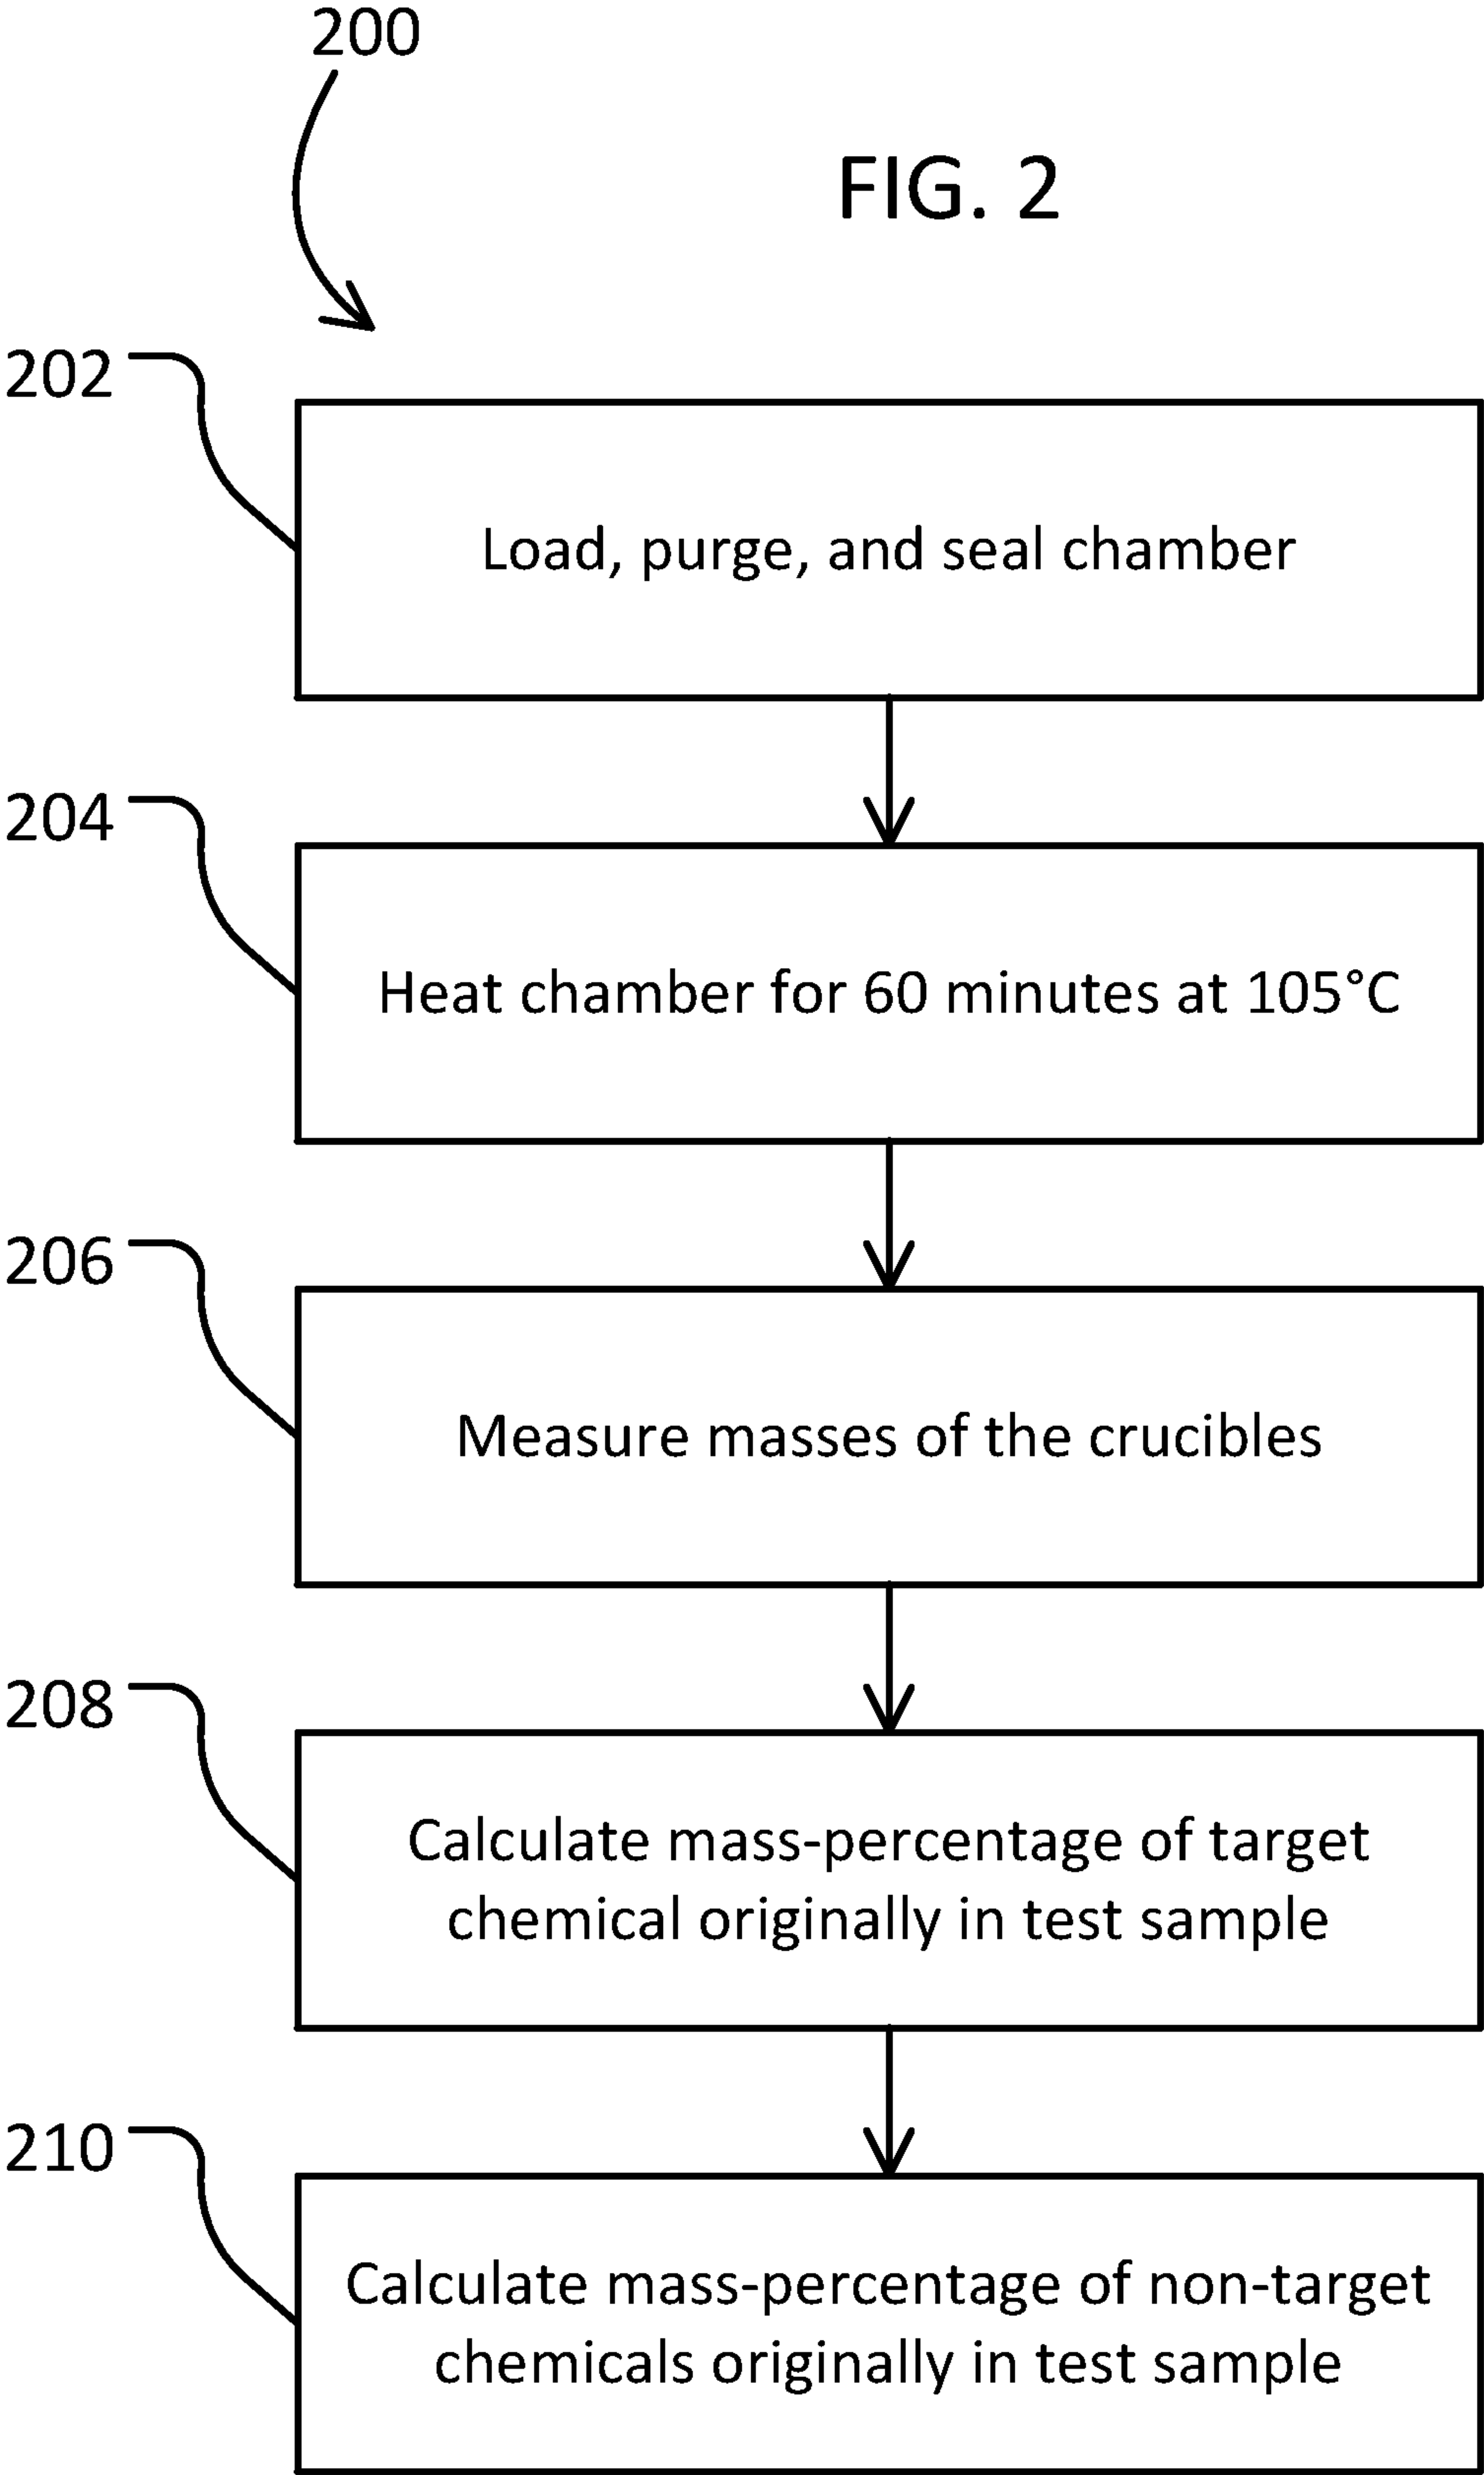 200
FIG. 2
202
Load, purge, and seal chamber
204
Heat chamber for 60 minutes at 105°C
206
Measure masses of the crucibles
208
Calculate mass-percentage of target
chemical originally in test sample
210
Calculate mass-percentage of non-target
chemicals originally in test sample